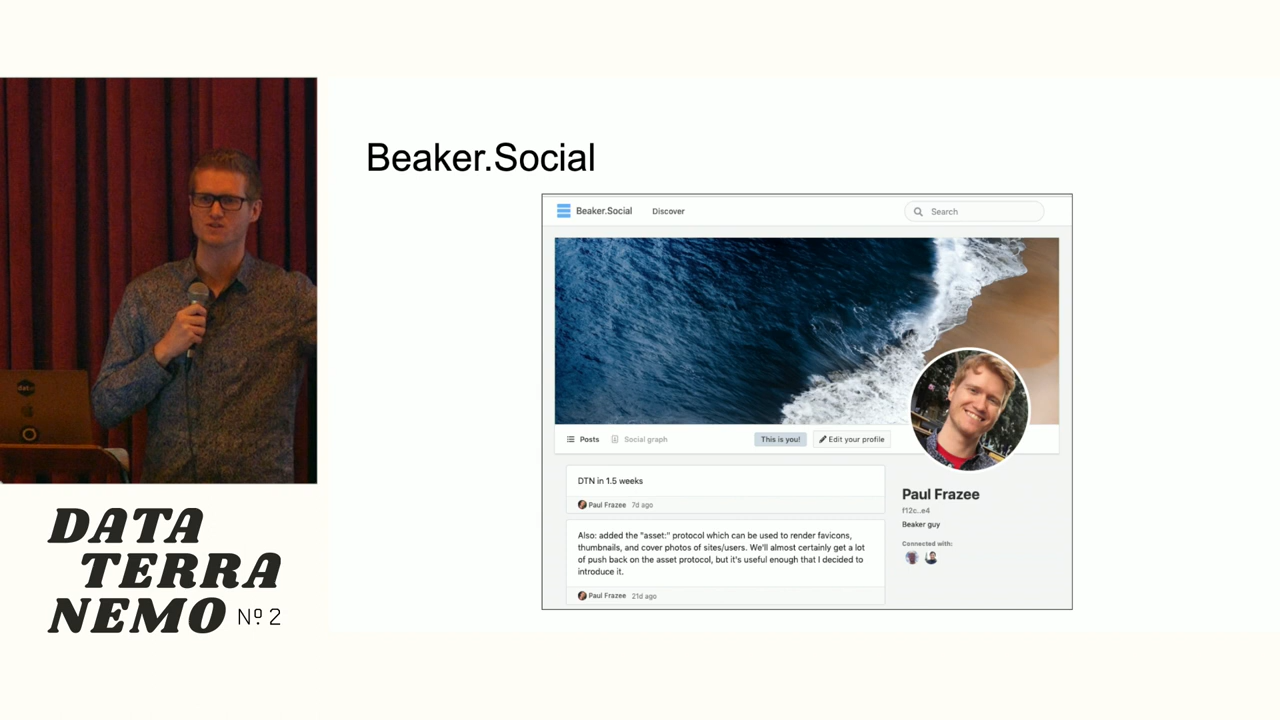 Beaker.Social
Beaker.Social
Discover
Search
Posts
Social graph
This is you!
Edit your profile
DTN in 1.5 weeks
Paul Frazee 7d ago
Also: added the "asset:" protocol which can be used to render favicons,
thumbnails, and cover photos of sites/users. We'll almost certainly get a lot
of push back on the asset protocol, but it's useful enough that I decided to
introduce it.
Paul Frazee 21d ago
Paul Frazee
f12c..e4
Beaker guy
Connected with:
DATA
TERRA
NEMO Nº 2